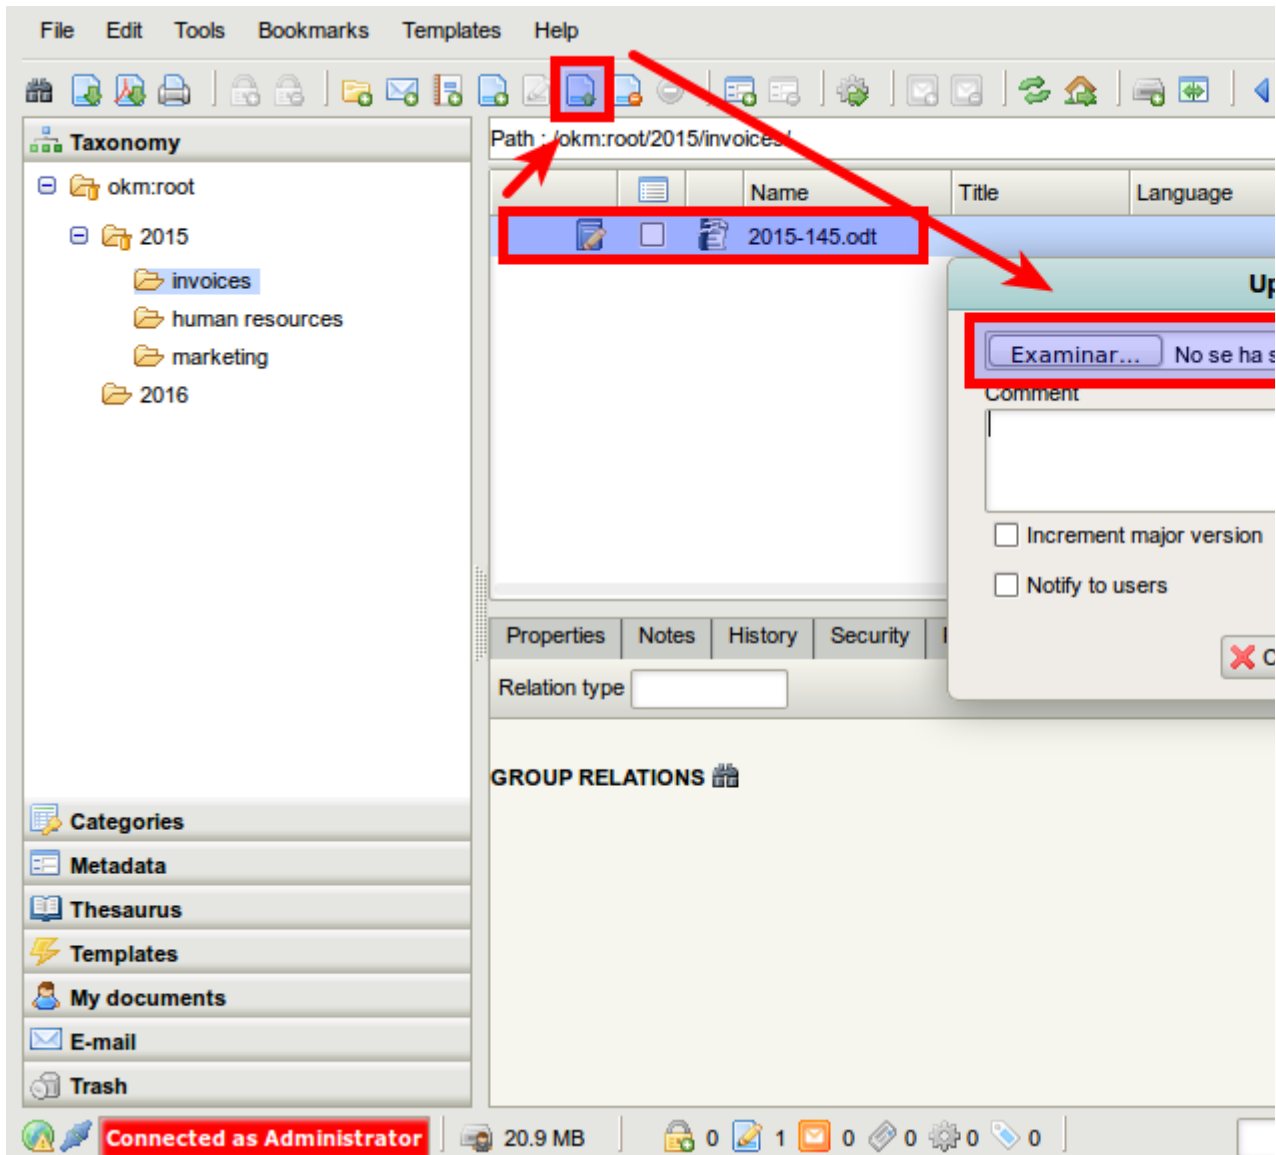 File Edit Tools Bookmarks Templates Help
Taxonomy
okm:root
2015
invoices
human resources
marketing
2016
Categories
Metadata
Thesaurus
Templates
My documents
E-mail
Trash
Path : /okm:root/2015/invoices/
Name Title Language
2015-145.odt
Up
Examinar... No se ha s
Comment
Increment major version
Notify to users
C
Properties Notes History Security
Relation type
GROUP RELATIONS
Connected as Administrator 20.9 MB 0 1 0 0 0 0